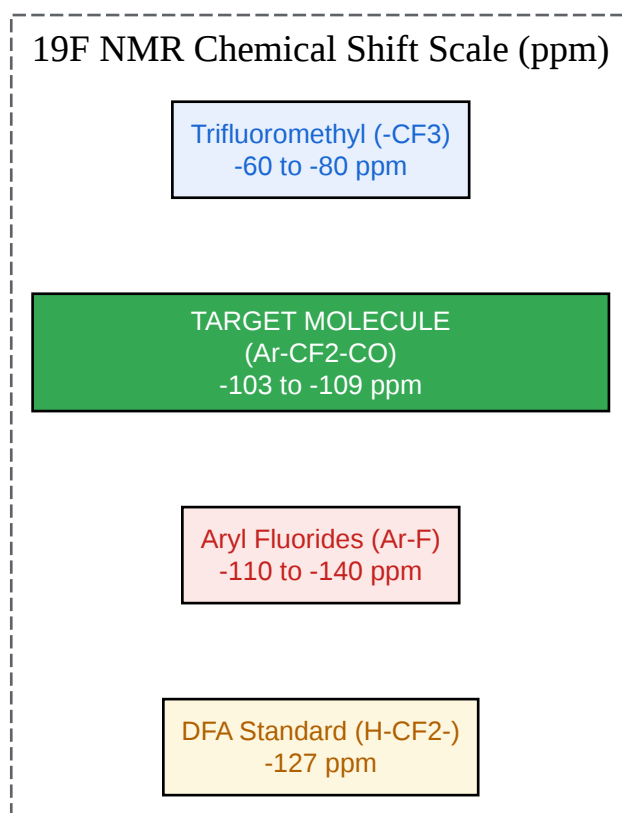 19F NMR Chemical Shift Scale (ppm)
Trifluoromethyl (-CF3)
-60 to -80 ppm
TARGET MOLECULE
(Ar-CF2-CO)
-103 to -109 ppm
Aryl Fluorides (Ar-F)
-110 to -140 ppm
DFA Standard (H-CF2-)
-127 ppm